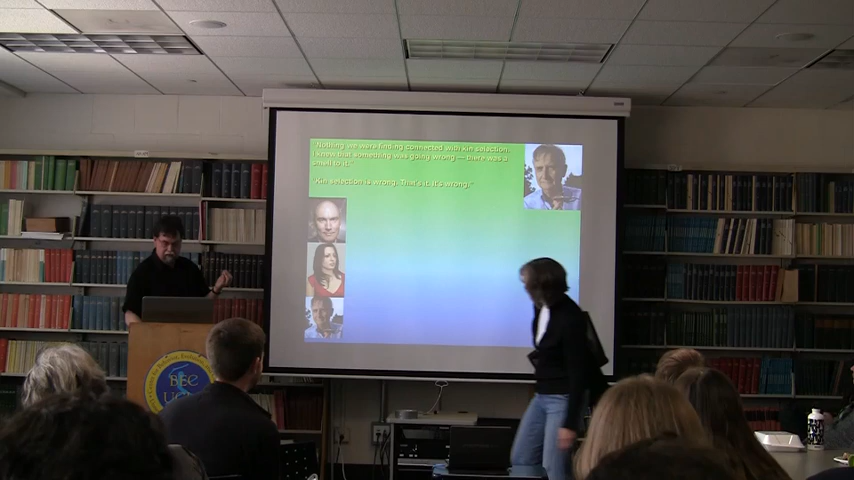 "Nothing we were finding connected with kin selection.
I knew that something was going wrong — there was a
smell to it."
"Kin selection is wrong. That's it. It's wrong."
BEE